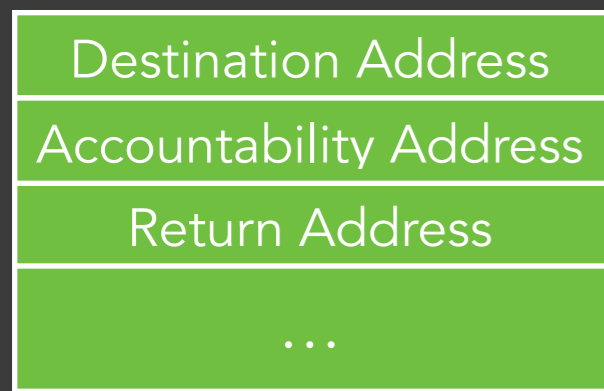 Destination Address
Accountability Address
Return Address
...